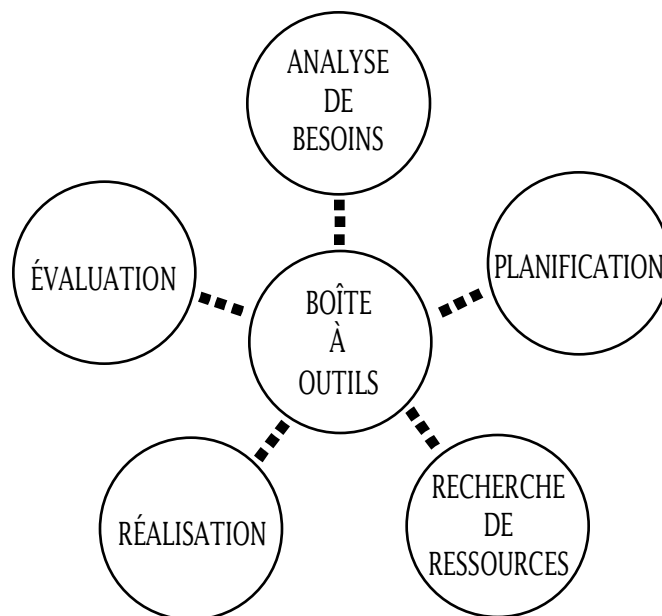 ANALYSE
DE
BESOINS
ÉVALUATION
PLANIFICATION
BOÎTE
À
OUTILS
RÉALISATION
RECHERCHE
DE
RESSOURCES